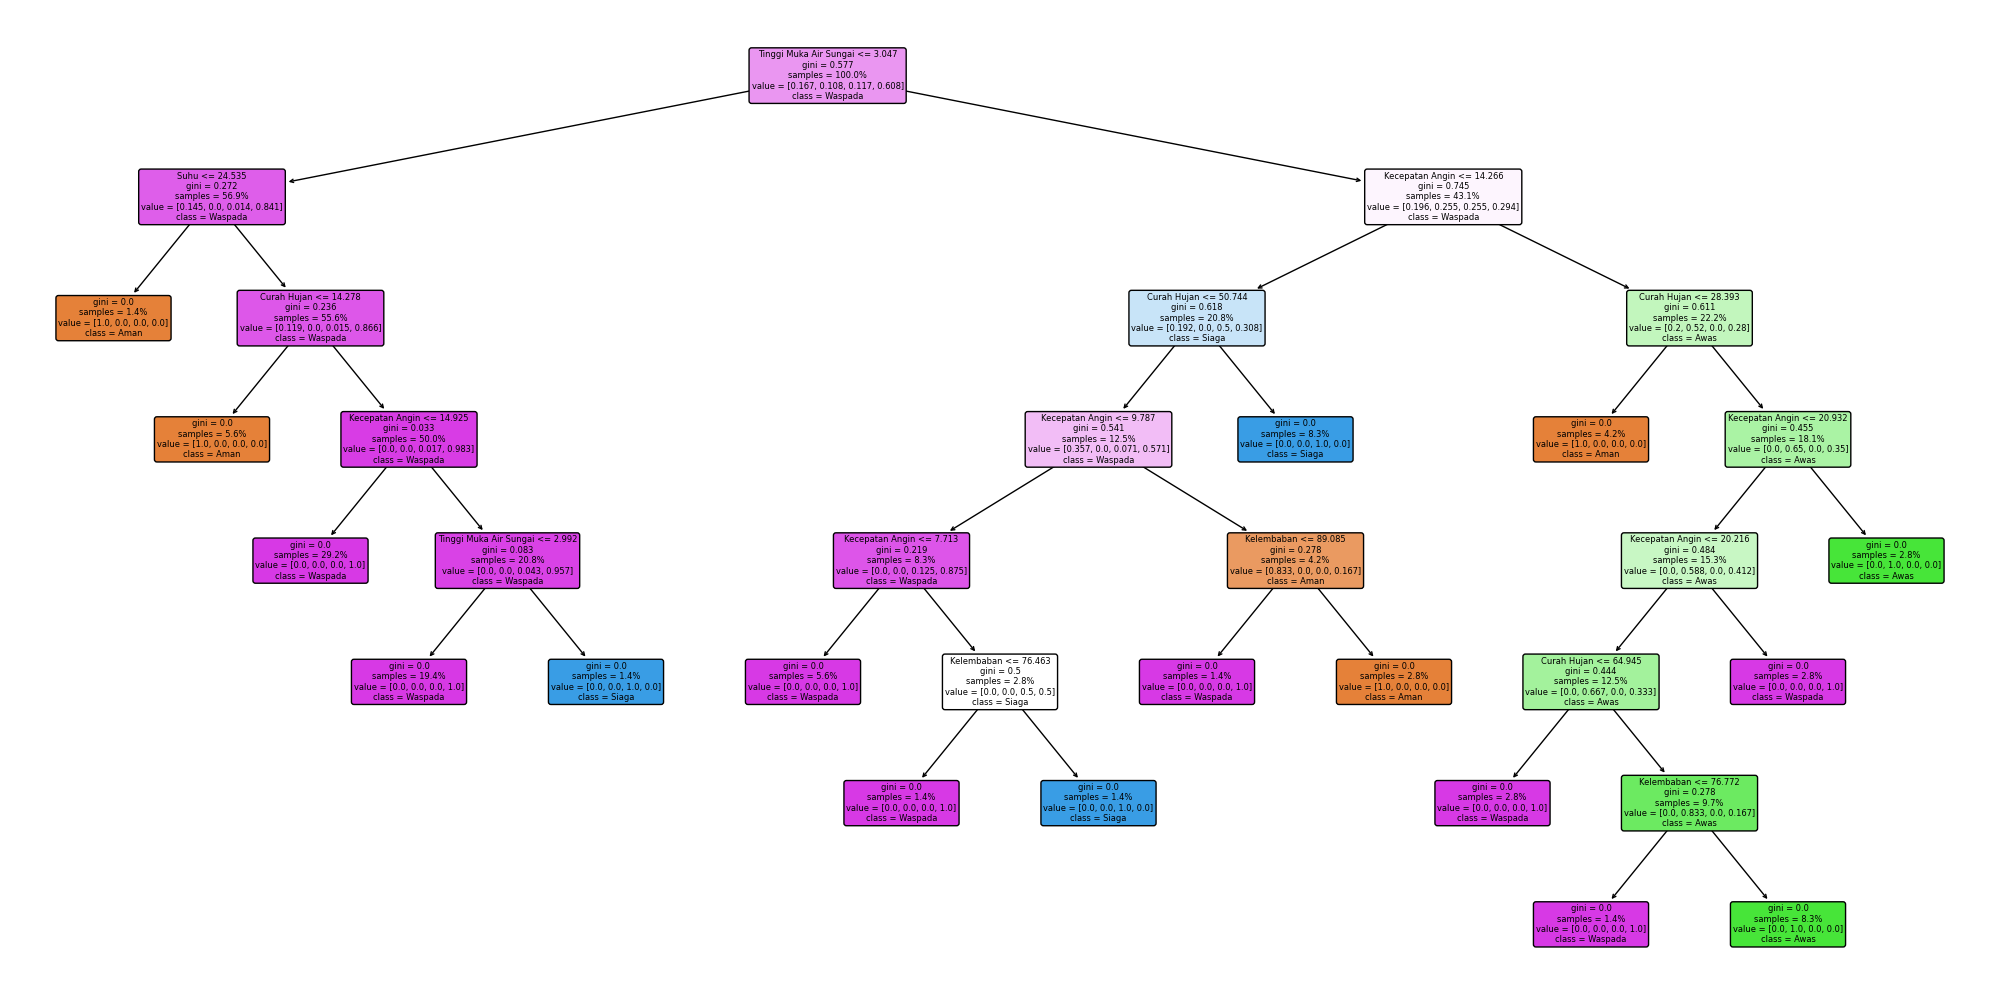 Tinggi Muka Air Sungai <= 3.047
gini = 0.577
samples = 100.0%
value = [0.167, 0.108, 0.117, 0.608]
class = Waspada
Suhu <= 24.535
gini = 0.272
samples = 56.9%
value = [0.145, 0.0, 0.014, 0.841]
class = Waspada
Kecepatan Angin <= 14.266
gini = 0.745
samples = 43.1%
value = [0.196, 0.255, 0.255, 0.294]
class = Waspada
gini = 0.0
samples = 1.4%
value = [1.0, 0.0, 0.0, 0.0]
class = Aman
Curah Hujan <= 14.278
gini = 0.236
samples = 55.6%
value = [0.119, 0.0, 0.015, 0.866]
class = Waspada
Curah Hujan <= 50.744
gini = 0.618
samples = 20.8%
value = [0.192, 0.0, 0.5, 0.308]
class = Siaga
Curah Hujan <= 28.393
gini = 0.611
samples = 22.2%
value = [0.2, 0.52, 0.0, 0.28]
class = Awas
gini = 0.0
samples = 5.6%
value = [1.0, 0.0, 0.0, 0.0]
class = Aman
Kecepatan Angin <= 14.925
gini = 0.033
samples = 50.0%
value = [0.0, 0.0, 0.017, 0.983]
class = Waspada
Kecepatan Angin <= 9.787
gini = 0.541
samples = 12.5%
value = [0.357, 0.0, 0.071, 0.571]
class = Waspada
gini = 0.0
samples = 8.3%
value = [0.0, 0.0, 1.0, 0.0]
class = Siaga
gini = 0.0
samples = 4.2%
value = [1.0, 0.0, 0.0, 0.0]
class = Aman
Kecepatan Angin <= 20.932
gini = 0.455
samples = 18.1%
value = [0.0, 0.65, 0.0, 0.35]
class = Awas
gini = 0.0
samples = 29.2%
value = [0.0, 0.0, 0.0, 1.0]
class = Waspada
Tinggi Muka Air Sungai <= 2.992
gini = 0.083
samples = 20.8%
value = [0.0, 0.0, 0.043, 0.957]
class = Waspada
Kecepatan Angin <= 7.713
gini = 0.219
samples = 8.3%
value = [0.0, 0.0, 0.125, 0.875]
class = Waspada
Kelembaban <= 89.085
gini = 0.278
samples = 4.2%
value = [0.833, 0.0, 0.0, 0.167]
class = Aman
Kecepatan Angin <= 20.216
gini = 0.484
samples = 15.3%
value = [0.0, 0.588, 0.0, 0.412]
class = Awas
gini = 0.0
samples = 2.8%
value = [0.0, 1.0, 0.0, 0.0]
class = Awas
gini = 0.0
samples = 19.4%
value = [0.0, 0.0, 0.0, 1.0]
class = Waspada
gini = 0.0
samples = 1.4%
value = [0.0, 0.0, 1.0, 0.0]
class = Siaga
gini = 0.0
samples = 5.6%
value = [0.0, 0.0, 0.0, 1.0]
class = Waspada
Kelembaban <= 76.463
gini = 0.5
samples = 2.8%
value = [0.0, 0.0, 0.5, 0.5]
class = Siaga
gini = 0.0
samples = 1.4%
value = [0.0, 0.0, 0.0, 1.0]
class = Waspada
gini = 0.0
samples = 2.8%
value = [1.0, 0.0, 0.0, 0.0]
class = Aman
Curah Hujan <= 64.945
gini = 0.444
samples = 12.5%
value = [0.0, 0.667, 0.0, 0.333]
class = Awas
gini = 0.0
samples = 2.8%
value = [0.0, 0.0, 0.0, 1.0]
class = Waspada
gini = 0.0
samples = 1.4%
value = [0.0, 0.0, 0.0, 1.0]
class = Waspada
gini = 0.0
samples = 1.4%
value = [0.0, 0.0, 1.0, 0.0]
class = Siaga
gini = 0.0
samples = 2.8%
value = [0.0, 0.0, 0.0, 1.0]
class = Waspada
Kelembaban <= 76.772
gini = 0.278
samples = 9.7%
value = [0.0, 0.833, 0.0, 0.167]
class = Awas
gini = 0.0
samples = 1.4%
value = [0.0, 0.0, 0.0, 1.0]
class = Waspada
gini = 0.0
samples = 8.3%
value = [0.0, 1.0, 0.0, 0.0]
class = Awas